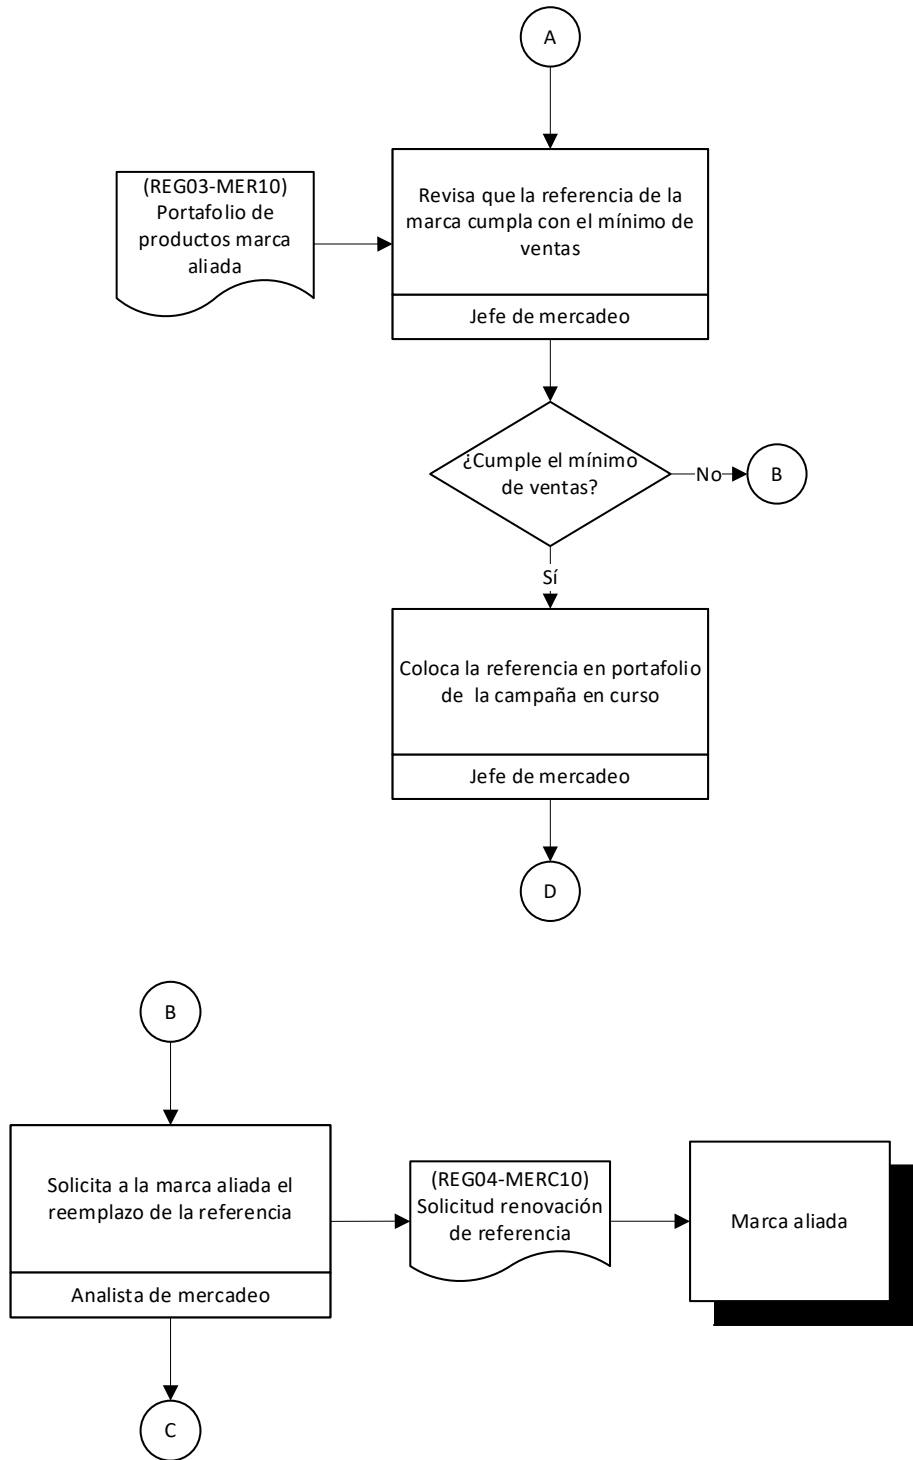 A
(REG03-MER10)
Portafolio de
productos marca
aliada
Revisa que la referencia de la
marca cumpla con el mínimo de
ventas
Jefe de mercadeo
¿Cumple el mínimo
de ventas?
No
B
Sí
Coloca la referencia en portafolio
de la campaña en curso
Jefe de mercadeo
D
B
Solicita a la marca aliada el
reemplazo de la referencia
Analista de mercadeo
(REG04-MERC10)
Solicitud renovación
de referencia
Marca aliada
C